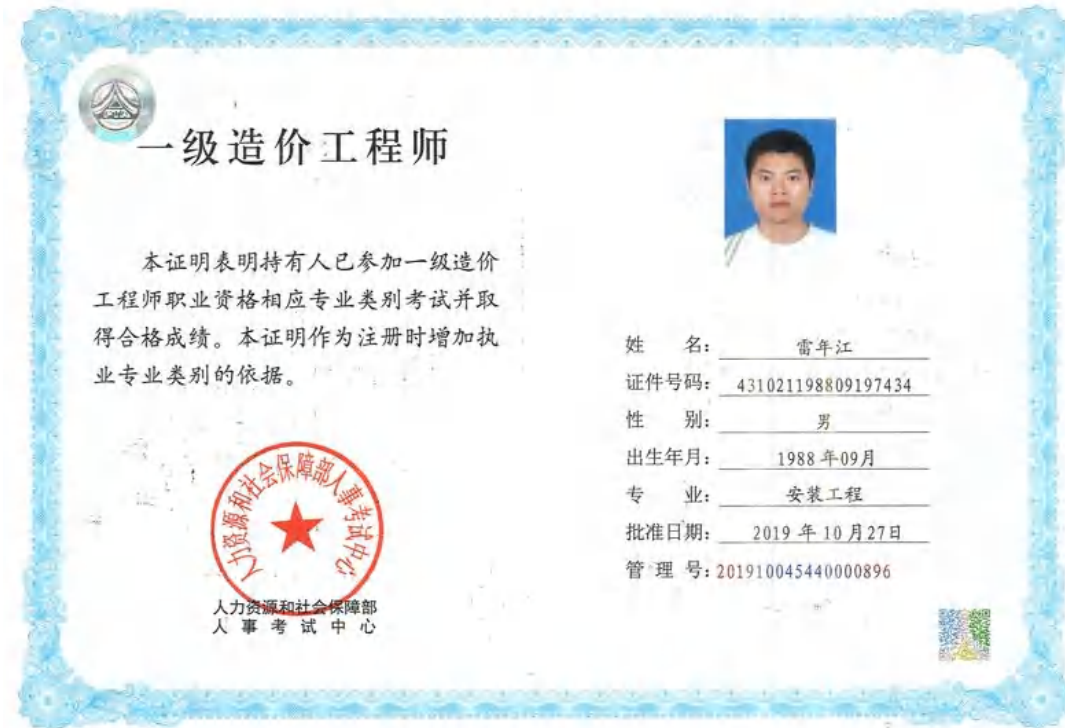 一级造价工程师
本证明表明持有人已参加一级造价
工程师职业资格相应专业类别考试并取
得合格成绩。本证明作为注册时增加执
业专业类别的依据。
人力资源和社会保障部人事考试中心
人力资源和社会保障部
人事考试中心
姓名：雷年江
证件号码：431021198809197434
性别：男
出生年月：1988年09月
专业：安装工程
批准日期：2019年10月27日
管理号：201910045440000896